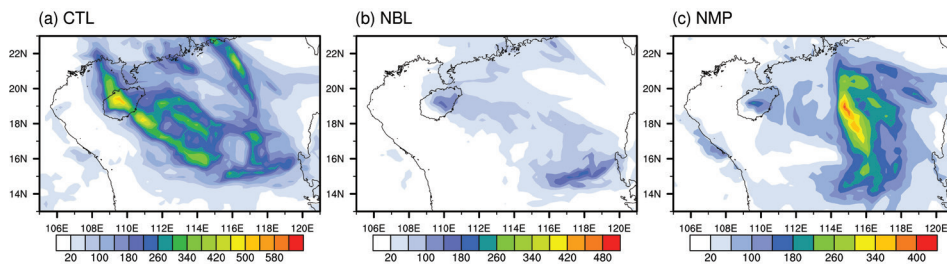 (a) CTL
(b) NBL
(c) NMP
22N
20N
18N
16N
14N
106E 108E 110E 112E 114E 116E 118E 120E
20 100 180 260 340 420 500 580
22N
20N
18N
16N
14N
106E 108E 110E 112E 114E 116E 118E 120E
20 100 180 260 340 420 480
22N
20N
18N
16N
14N
106E 108E 110E 112E 114E 116E 118E 120E
20 100 180 260 340 400